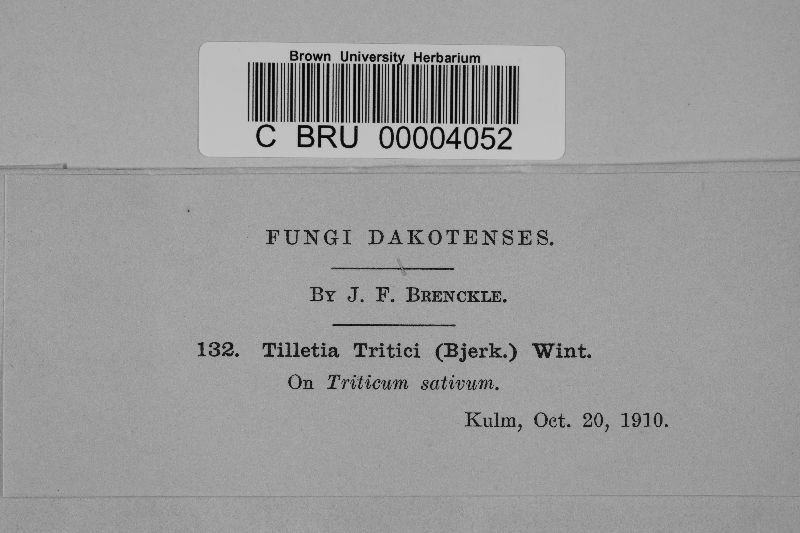 Brown University Herbarium
C BRU 00004052
FUNGI DAKOTENSES.
BY J. F. BRENCKLE.
132. Tilletia Tritici (Bjerk.) Wint.
On Triticum sativum.
Kulm, Oct. 20, 1910.